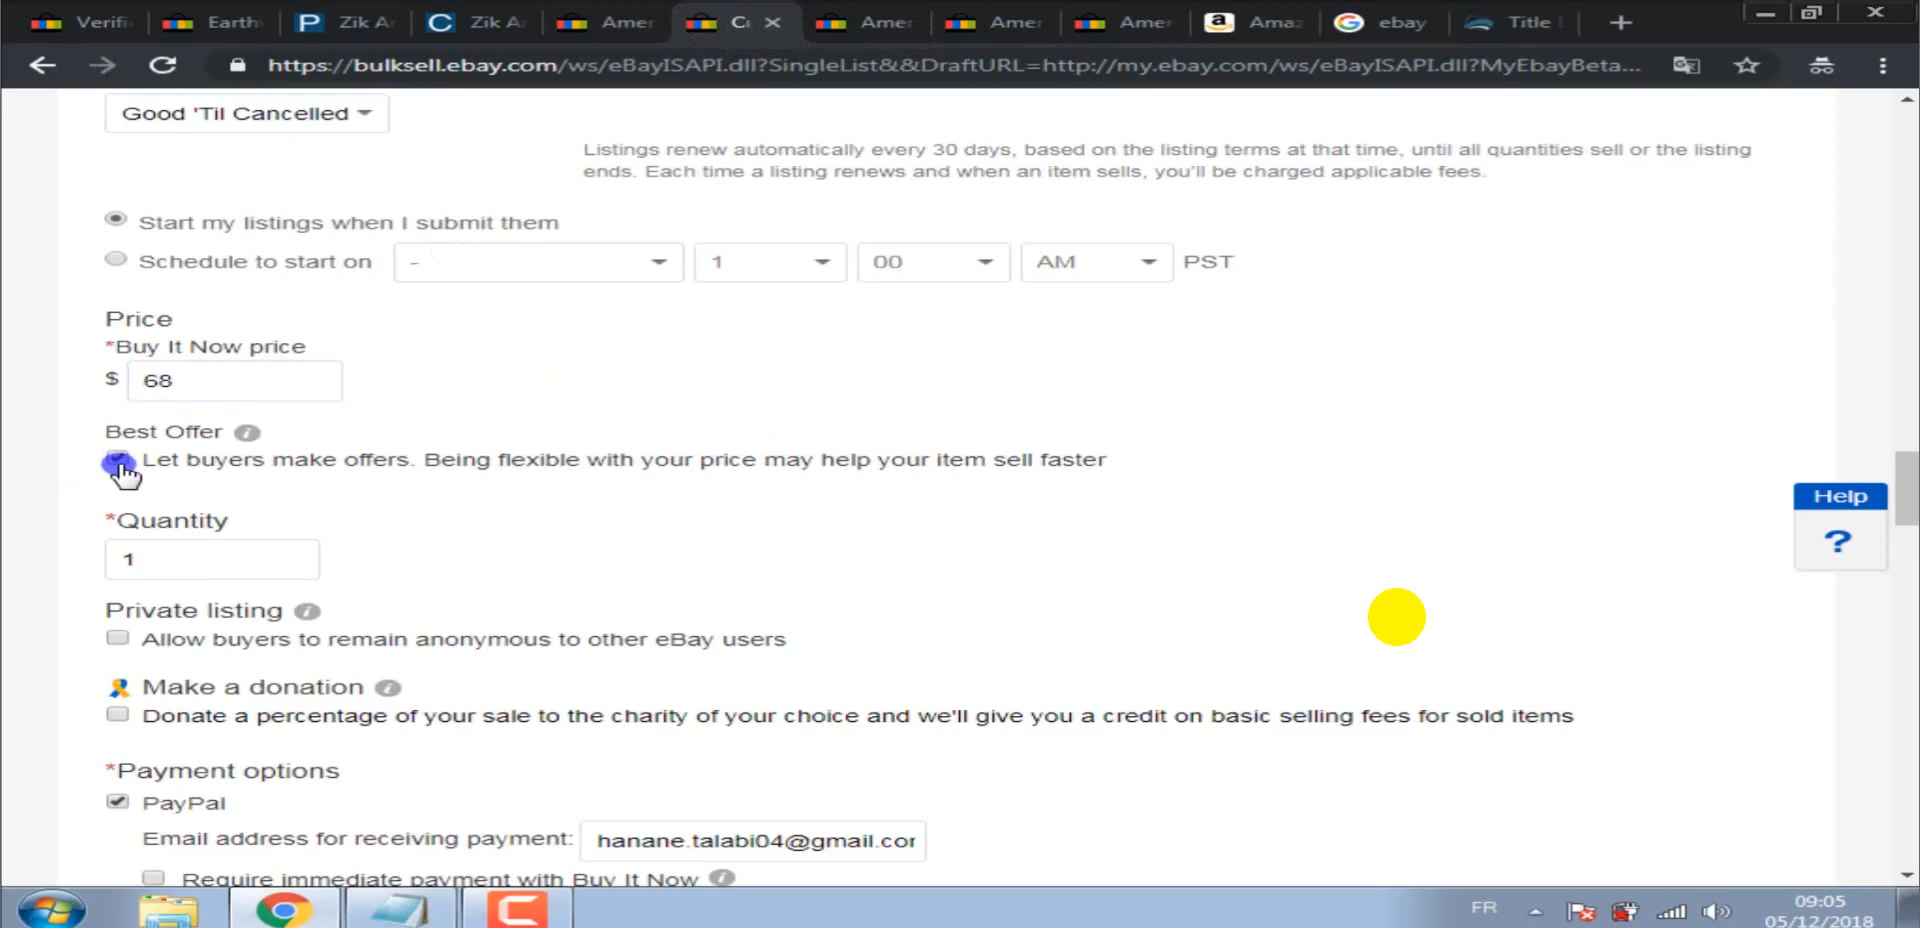 Verifi
Earth
Zik A
Zik A
Amer
C
Amer
Amer
Amer
Amaz
ebay
Title
https://bulksell.ebay.com/ws/eBayISAPI.dll?SingleList&&DraftURL=http://my.ebay.com/ws/eBayISAPI.dll?MyEbayBeta...
Good 'Til Cancelled
Listings renew automatically every 30 days, based on the listing terms at that time, until all quantities sell or the listing
ends. Each time a listing renews and when an item sells, you'll be charged applicable fees.
Start my listings when I submit them
Schedule to start on - 1 00 AM PST
Price
*Buy It Now price
$ 68
Best Offer
Let buyers make offers. Being flexible with your price may help your item sell faster
*Quantity
1
Help
?
Private listing
Allow buyers to remain anonymous to other eBay users
Make a donation
Donate a percentage of your sale to the charity of your choice and we'll give you a credit on basic selling fees for sold items
*Payment options
PayPal
Email address for receiving payment: hanane.talabi04@gmail.cor
Require immediate payment with Buy It Now
FR
09:05
05/12/2018